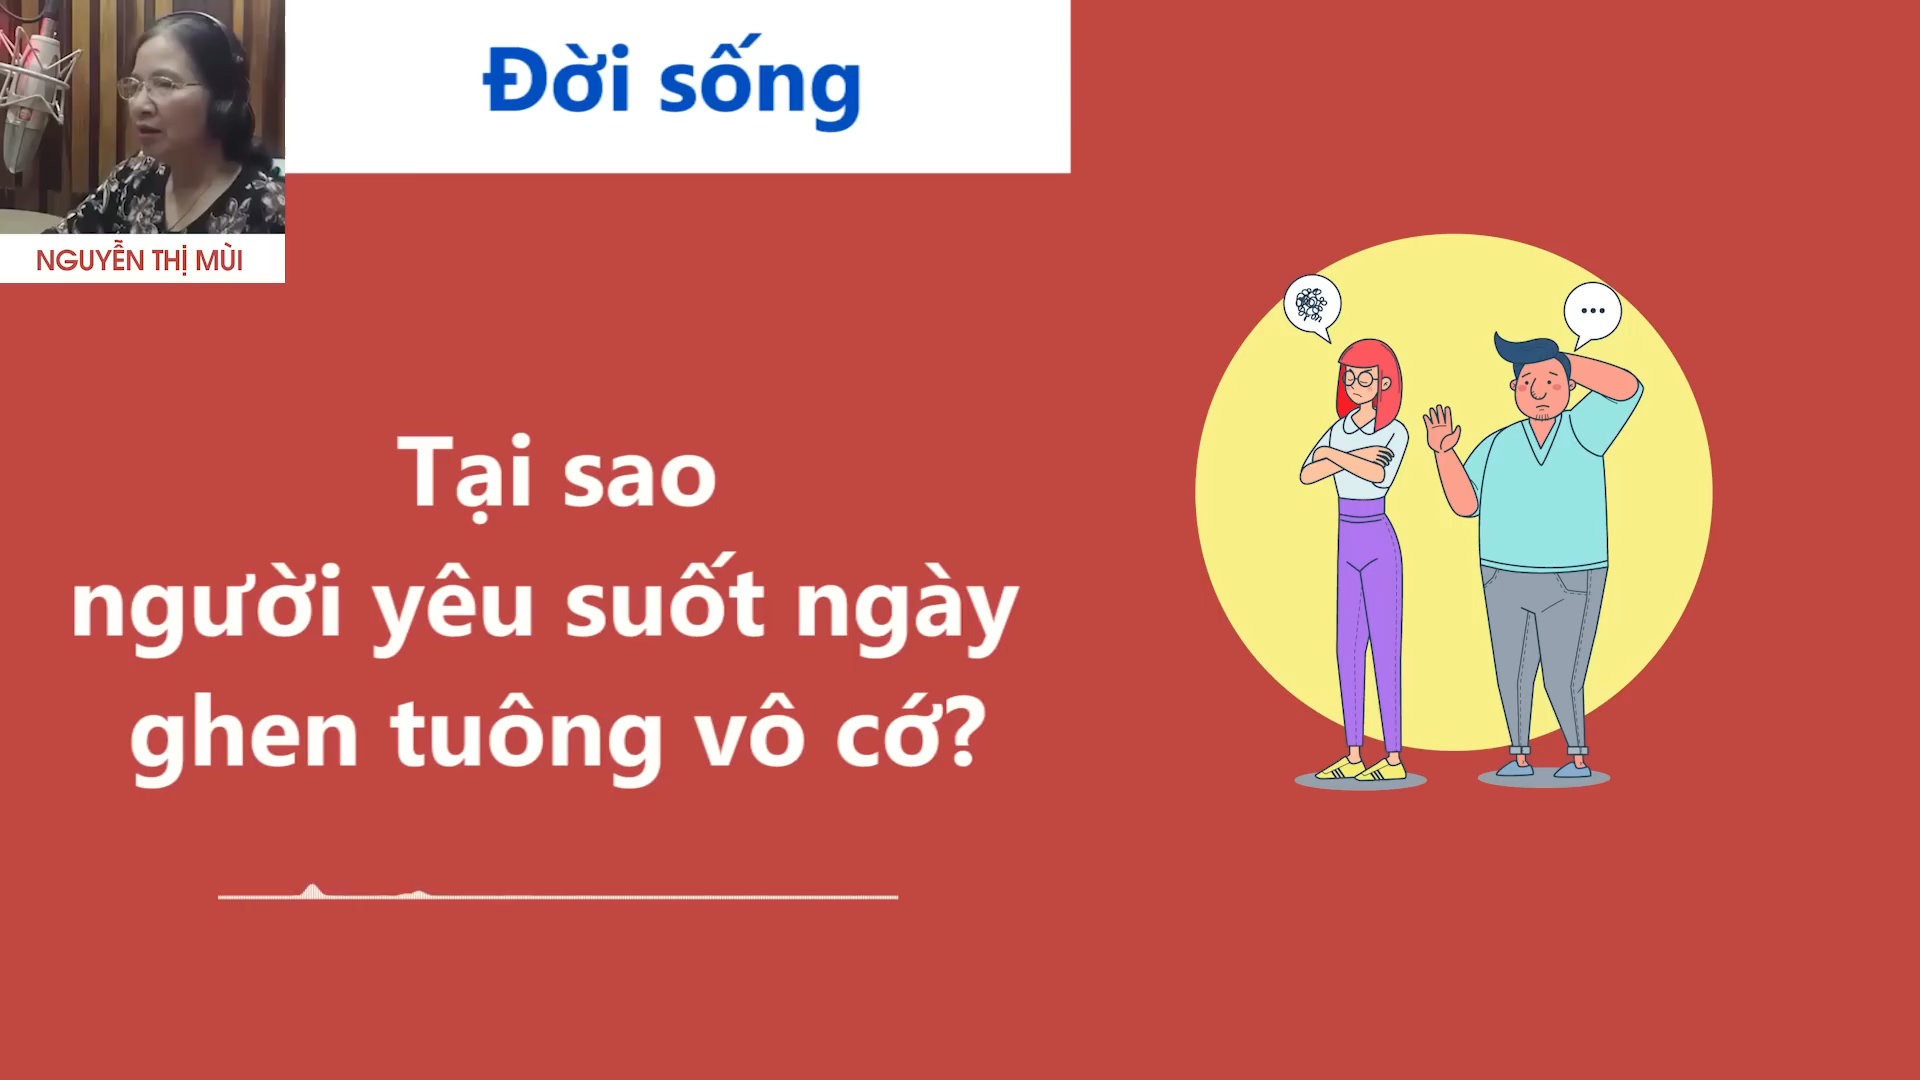 Đời sống
NGUYỄN THỊ MÙI
Tại sao
người yêu suốt ngày
ghen tuông vô cớ?